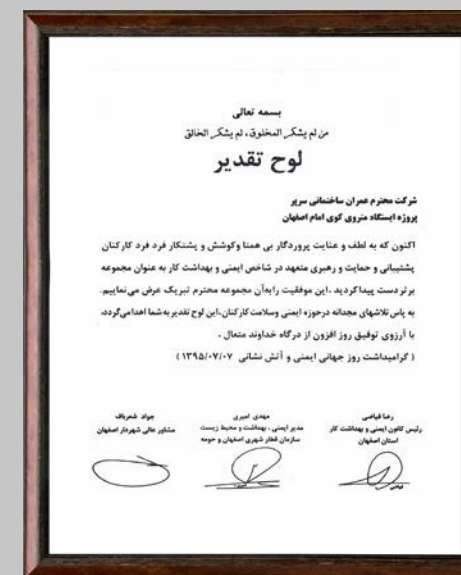 بسمه تعالی
من لم یشکر المخلوق، لم یشکر الخالق
لوح تقدیر
شرکت محترم عمران ساختمانی سریر
پروژه ایستگاه متروی کوی امام اصفهان
اکنون که به لطف و عنایت پروردگار بی همتا وکوشش و پشتکار فرد فرد کارکنان
پشتیبانی و حمایت و رهبری متعهد در شاخص ایمنی و بهداشت کار به عنوان مجموعه
برتر دست پیدا کردید .این موفقیت رابه آن مجموعه محترم تبریک عرض می نماییم.
به پاس تلاشهای مجدانه درحوزه ایمنی وسلامت کارکنان،این لوح تقدیر به شما اهدا می گردد.
با آرزوی توفیق روز افزون از درگاه خداوند متعال .
( گرامیداشت روز جهانی ایمنی و آتش نشانی ۱۳۹۵/۰۷/۰۷ )
رضا قیاضی مهدی امیری جواد شعرباف
رئیس کانون ایمنی و بهداشت کار مدیر ایمنی ، بهداشت و محیط زیست مشاور عالی شهردار اصفهان
استان اصفهان سازمان قطار شهری اصفهان و حومه